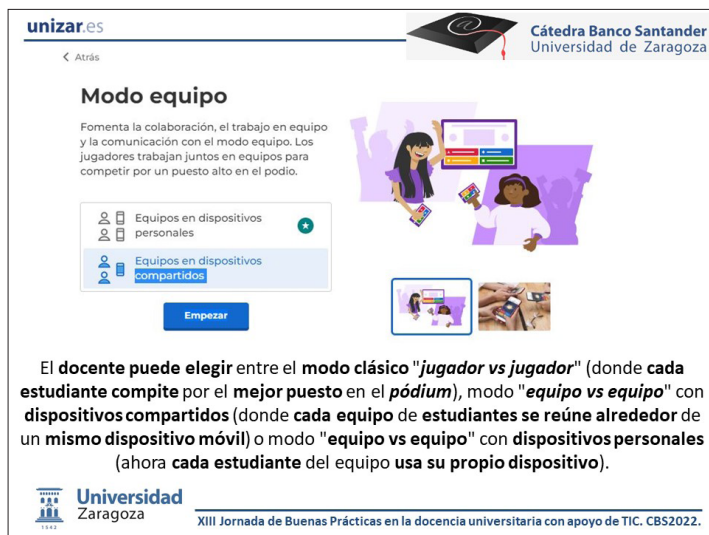 unizar.es
Cátedra Banco Santander
Universidad de Zaragoza
Atrás
Modo equipo
Fomenta la colaboración, el trabajo en equipo
y la comunicación con el modo equipo. Los
jugadores trabajan juntos en equipos para
competir por un puesto alto en el podio.
Equipos en dispositivos
personales
Equipos en dispositivos
compartidos
Empezar
El docente puede elegir entre el modo clásico "jugador vs jugador" (donde cada
estudiante compite por el mejor puesto en el pódium), modo "equipo vs equipo" con
dispositivos compartidos (donde cada equipo de estudiantes se reúne alrededor de
un mismo dispositivo móvil) o modo "equipo vs equipo" con dispositivos personales
(ahora cada estudiante del equipo usa su propio dispositivo).
Universidad
Zaragoza
1542
XIII Jornada de Buenas Prácticas en la docencia universitaria con apoyo de TIC. CBS2022.